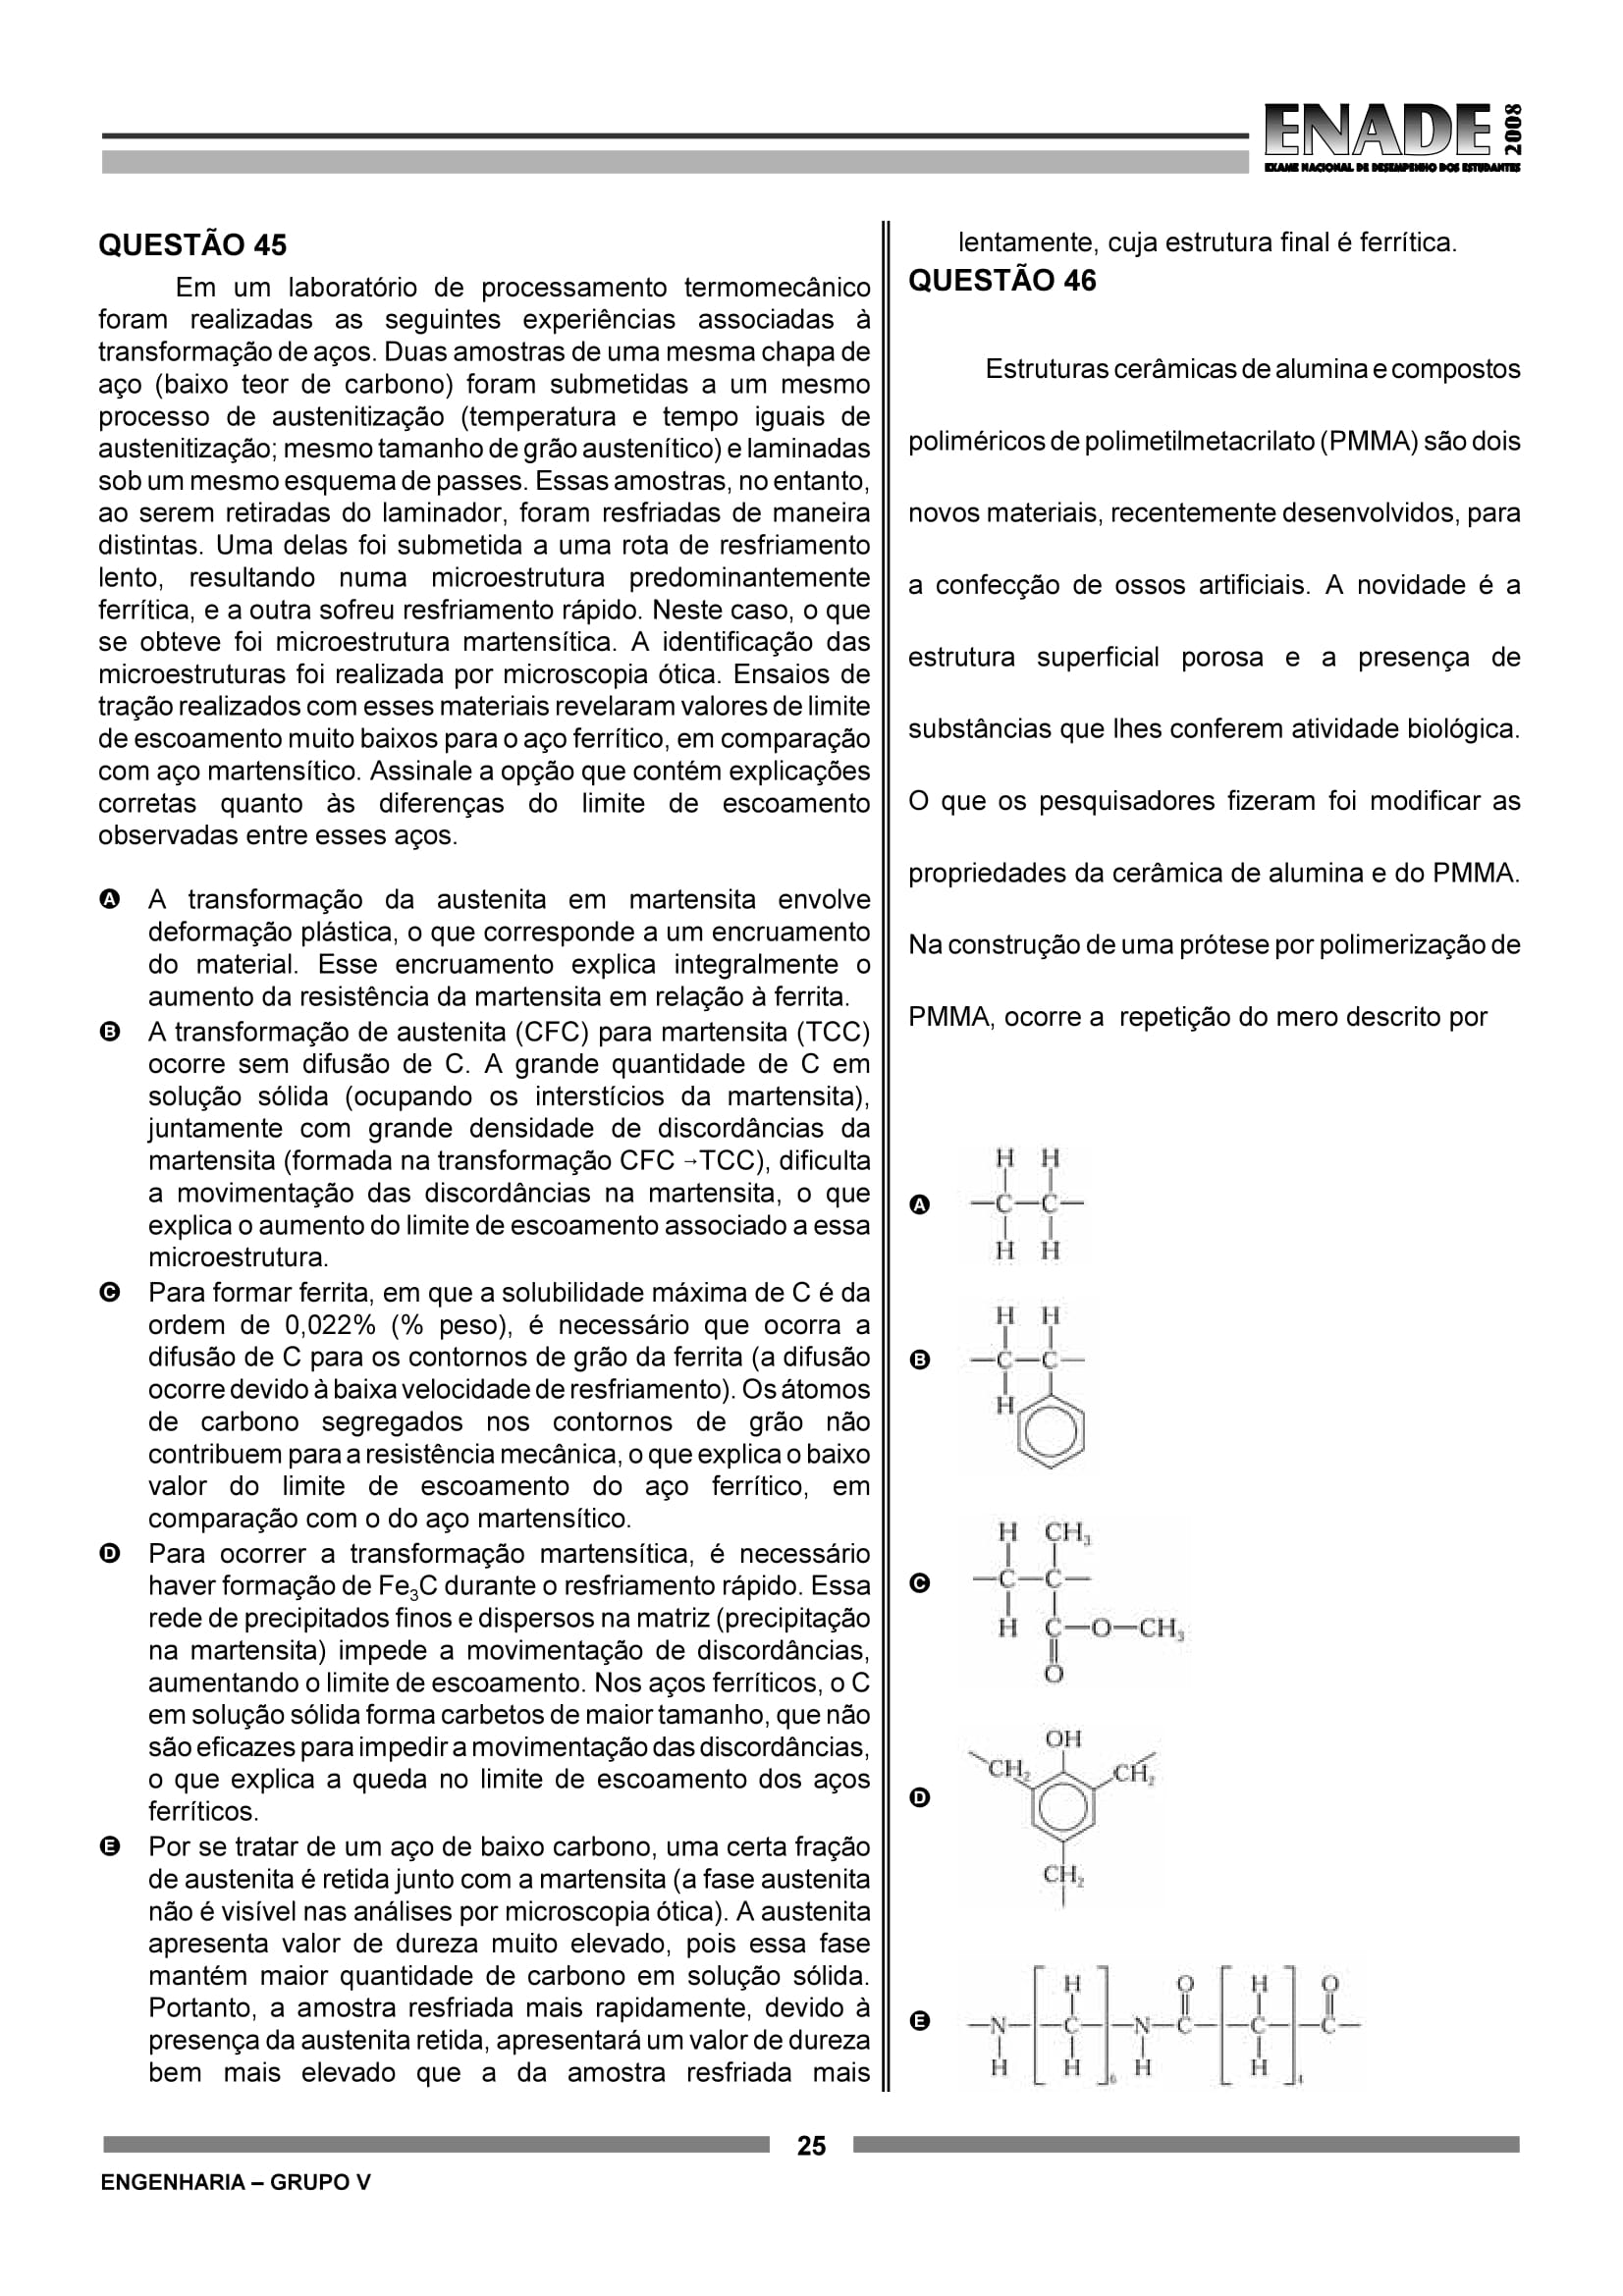 ENADE
2008
EXAME NACIONAL DE DESEMPENHO DOS ESTUDANTES
QUESTÃO 45
Em um laboratório de processamento termomecânico
foram realizadas as seguintes experiências associadas à
transformação de aços. Duas amostras de uma mesma chapa de
aço (baixo teor de carbono) foram submetidas a um mesmo
processo de austenitização (temperatura e tempo iguais de
austenitização; mesmo tamanho de grão austenítico) e laminadas
sob um mesmo esquema de passes. Essas amostras, no entanto,
ao serem retiradas do laminador, foram resfriadas de maneira
distintas. Uma delas foi submetida a uma rota de resfriamento
lento, resultando numa microestrutura predominantemente
ferrítica, e a outra sofreu resfriamento rápido. Neste caso, o que
se obteve foi microestrutura martensítica. A identificação das
microestruturas foi realizada por microscopia ótica. Ensaios de
tração realizados com esses materiais revelaram valores de limite
de escoamento muito baixos para o aço ferrítico, em comparação
com aço martensítico. Assinale a opção que contém explicações
corretas quanto às diferenças do limite de escoamento
observadas entre esses aços.
A A transformação da austenita em martensita envolve
deformação plástica, o que corresponde a um encruamento
do material. Esse encruamento explica integralmente o
aumento da resistência da martensita em relação à ferrita.
B A transformação de austenita (CFC) para martensita (TCC)
ocorre sem difusão de C. A grande quantidade de C em
solução sólida (ocupando os interstícios da martensita),
juntamente com grande densidade de discordâncias da
martensita (formada na transformação CFC →TCC), dificulta
a movimentação das discordâncias na martensita, o que
explica o aumento do limite de escoamento associado a essa
microestrutura.
C Para formar ferrita, em que a solubilidade máxima de C é da
ordem de 0,022% (% peso), é necessário que ocorra a
difusão de C para os contornos de grão da ferrita (a difusão
ocorre devido à baixa velocidade de resfriamento). Os átomos
de carbono segregados nos contornos de grão não
contribuem para a resistência mecânica, o que explica o baixo
valor do limite de escoamento do aço ferrítico, em
comparação com o do aço martensítico.
D Para ocorrer a transformação martensítica, é necessário
haver formação de Fe3C durante o resfriamento rápido. Essa
rede de precipitados finos e dispersos na matriz (precipitação
na martensita) impede a movimentação de discordâncias,
aumentando o limite de escoamento. Nos aços ferríticos, o C
em solução sólida forma carbetos de maior tamanho, que não
são eficazes para impedir a movimentação das discordâncias,
o que explica a queda no limite de escoamento dos aços
ferríticos.
E Por se tratar de um aço de baixo carbono, uma certa fração
de austenita é retida junto com a martensita (a fase austenita
não é visível nas análises por microscopia ótica). A austenita
apresenta valor de dureza muito elevado, pois essa fase
mantém maior quantidade de carbono em solução sólida.
Portanto, a amostra resfriada mais rapidamente, devido à
presença da austenita retida, apresentará um valor de dureza
bem mais elevado que a da amostra resfriada mais
lentamente, cuja estrutura final é ferrítica.
QUESTÃO 46
Estruturas cerâmicas de alumina e compostos
poliméricos de polimetilmetacrilato (PMMA) são dois
novos materiais, recentemente desenvolvidos, para
a confecção de ossos artificiais. A novidade é a
estrutura superficial porosa e a presença de
substâncias que lhes conferem atividade biológica.
O que os pesquisadores fizeram foi modificar as
propriedades da cerâmica de alumina e do PMMA.
Na construção de uma prótese por polimerização de
PMMA, ocorre a repetição do mero descrito por
H H
A —C—C—
H H
H H
B —C—C—
H
H CH3
C —C—C—
H C—O—CH3
O
OH
CH2 CH2
D
CH2
H O H O
E —N—[—C—]6—N—C—[—C—]4—C—
H H H H
25
ENGENHARIA – GRUPO V